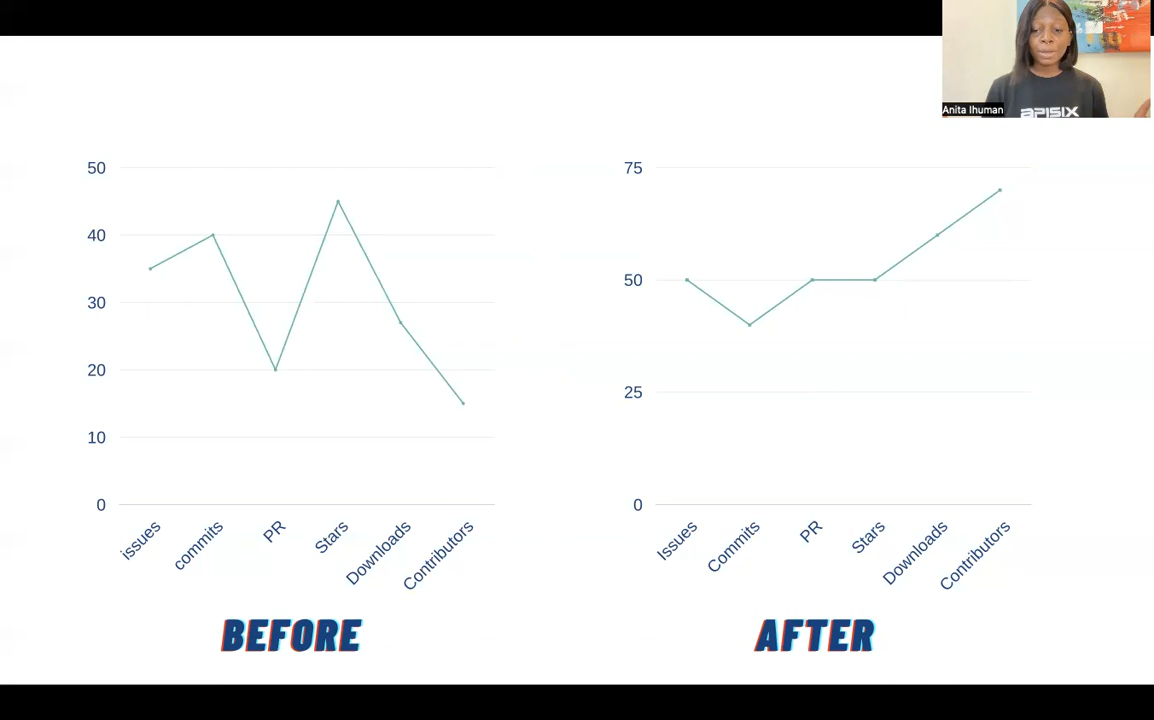 Anita Ihuman
APISIX
50
40
30
20
10
0
issues
commits
PR
Stars
Downloads
Contributors
BEFORE
75
50
25
0
Issues
Commits
PR
Stars
Downloads
Contributors
AFTER